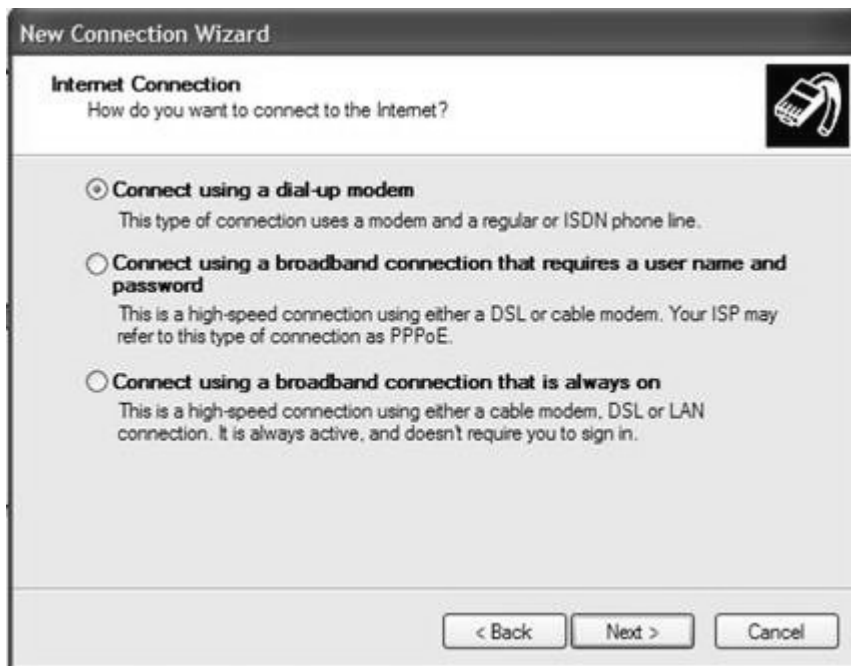 New Connection Wizard
Internet Connection
How do you want to connect to the Internet?
Connect using a dial-up modem
This type of connection uses a modem and a regular or ISDN phone line.
Connect using a broadband connection that requires a user name and
password
This is a high-speed connection using either a DSL or cable modem. Your ISP may
refer to this type of connection as PPPoE.
Connect using a broadband connection that is always on
This is a high-speed connection using either a cable modem, DSL or LAN
connection. It is always active, and doesn't require you to sign in.
< Back Next > Cancel